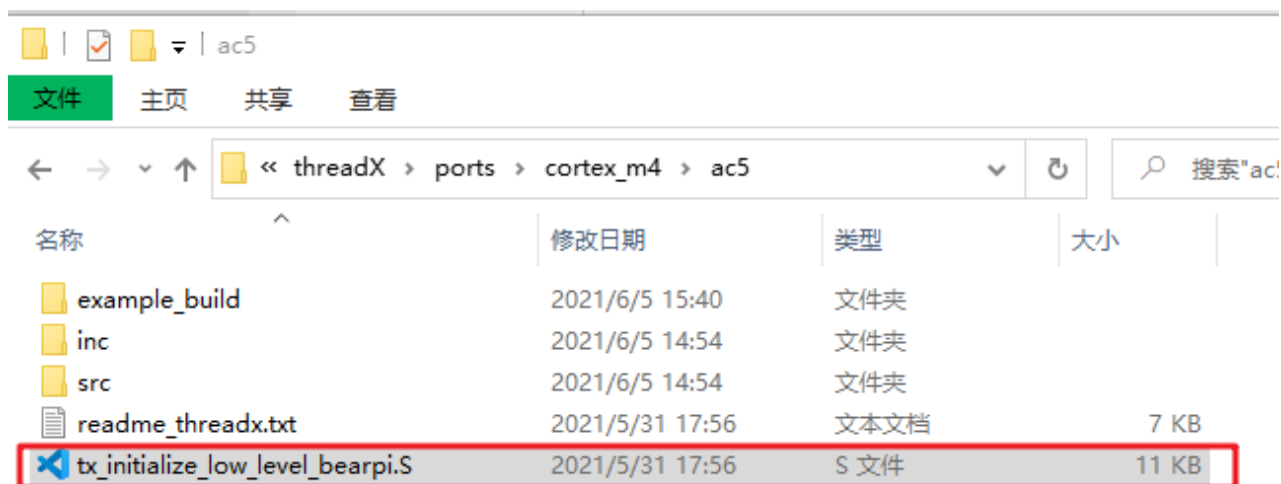 ac5
文件 主页 共享 查看
« threadX › ports › cortex_m4 › ac5 搜索"ac5
名称 修改日期 类型 大小
example_build 2021/6/5 15:40 文件夹
inc 2021/6/5 14:54 文件夹
src 2021/6/5 14:54 文件夹
readme_threadx.txt 2021/5/31 17:56 文本文档 7 KB
tx_initialize_low_level_bearpi.S 2021/5/31 17:56 S 文件 11 KB